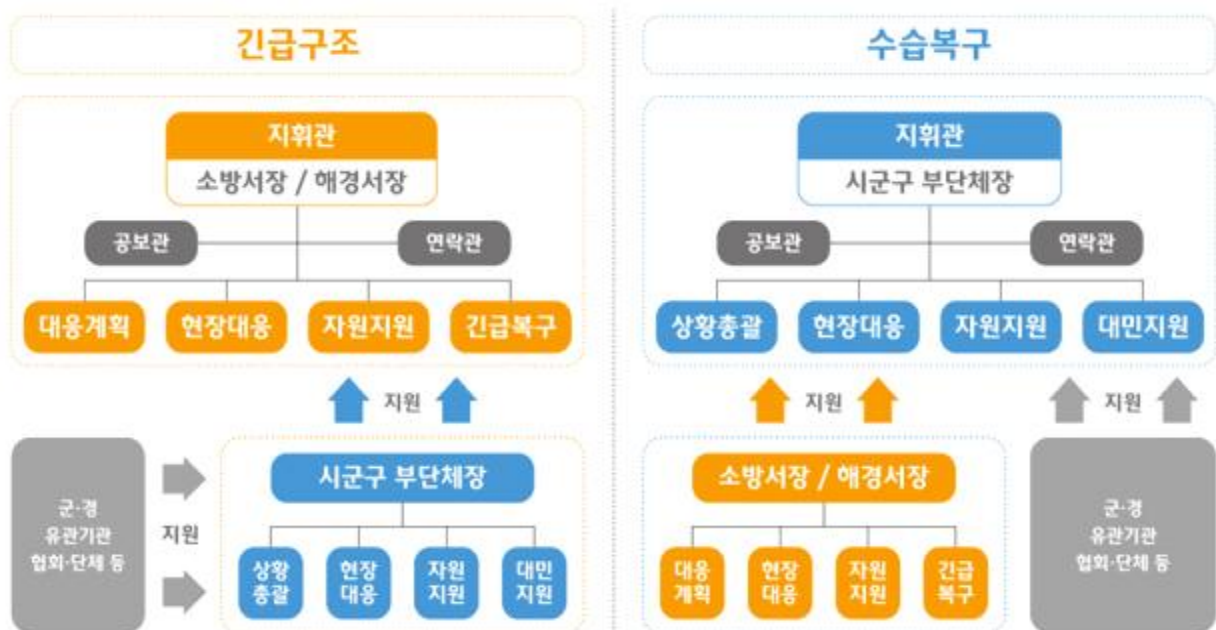 긴급구조
지휘관
소방서장 / 해경서장
공보관
연락관
대응계획
현장대응
자원지원
긴급복구
지원
군·경
유관기관
협회·단체 등
지원
시군구 부단체장
상황
총괄
현장
대응
자원
지원
대민
지원
수습복구
지휘관
시군구 부단체장
공보관
연락관
상황총괄
현장대응
자원지원
대민지원
지원
지원
소방서장 / 해경서장
대응
계획
현장
대응
자원
지원
긴급
복구
군·경
유관기관
협회·단체 등